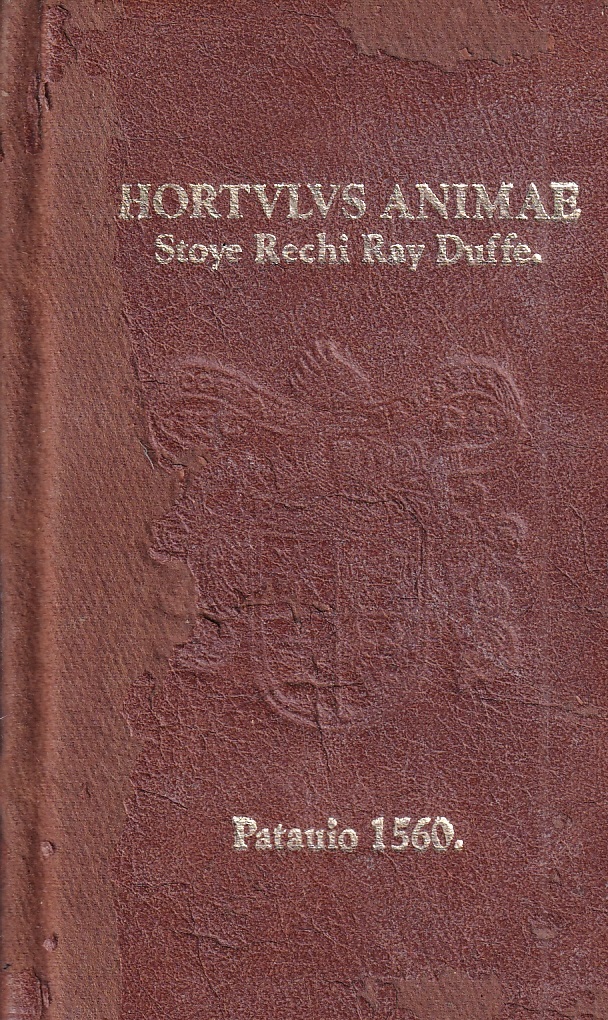 HORTVLVS ANIMAE
Stoye Rechi Ray Duffe.
Patauio 1560.